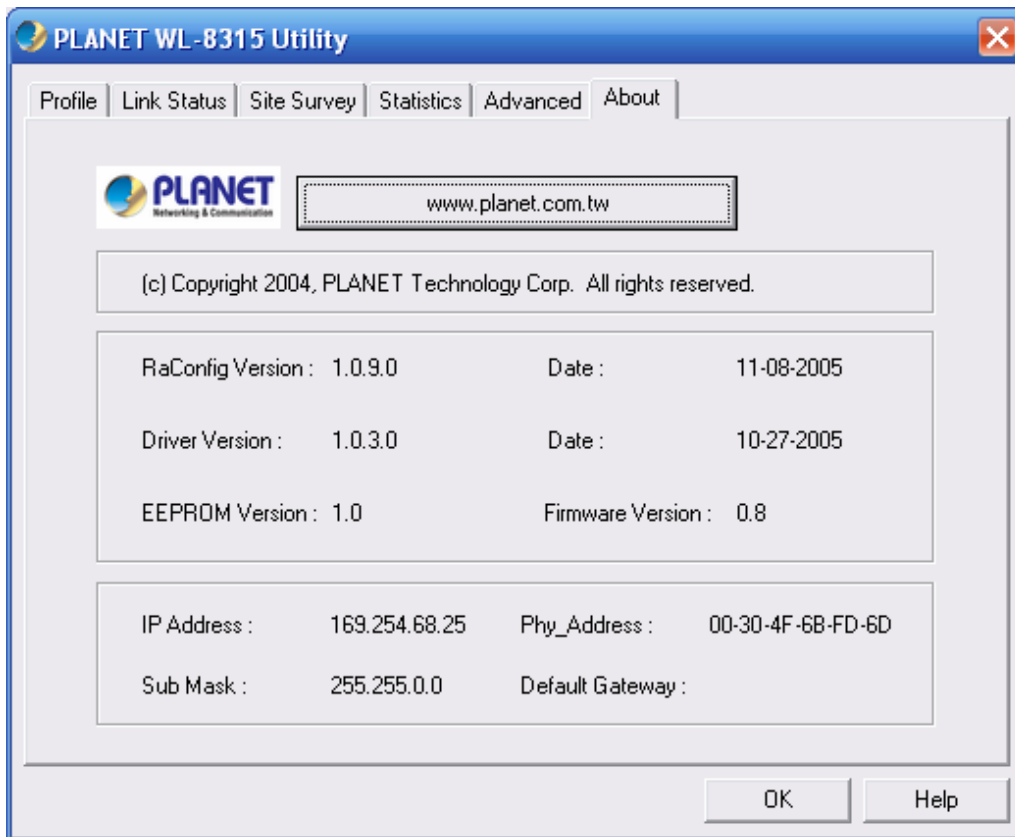 PLANET WL-8315 Utility
Profile Link Status Site Survey Statistics Advanced About
PLANET
Networking & Communication
www.planet.com.tw
(c) Copyright 2004, PLANET Technology Corp. All rights reserved.
RaConfig Version : 1.0.9.0 Date : 11-08-2005
Driver Version : 1.0.3.0 Date : 10-27-2005
EEPROM Version : 1.0 Firmware Version : 0.8
IP Address : 169.254.68.25 Phy_Address : 00-30-4F-6B-FD-6D
Sub Mask : 255.255.0.0 Default Gateway :
OK Help